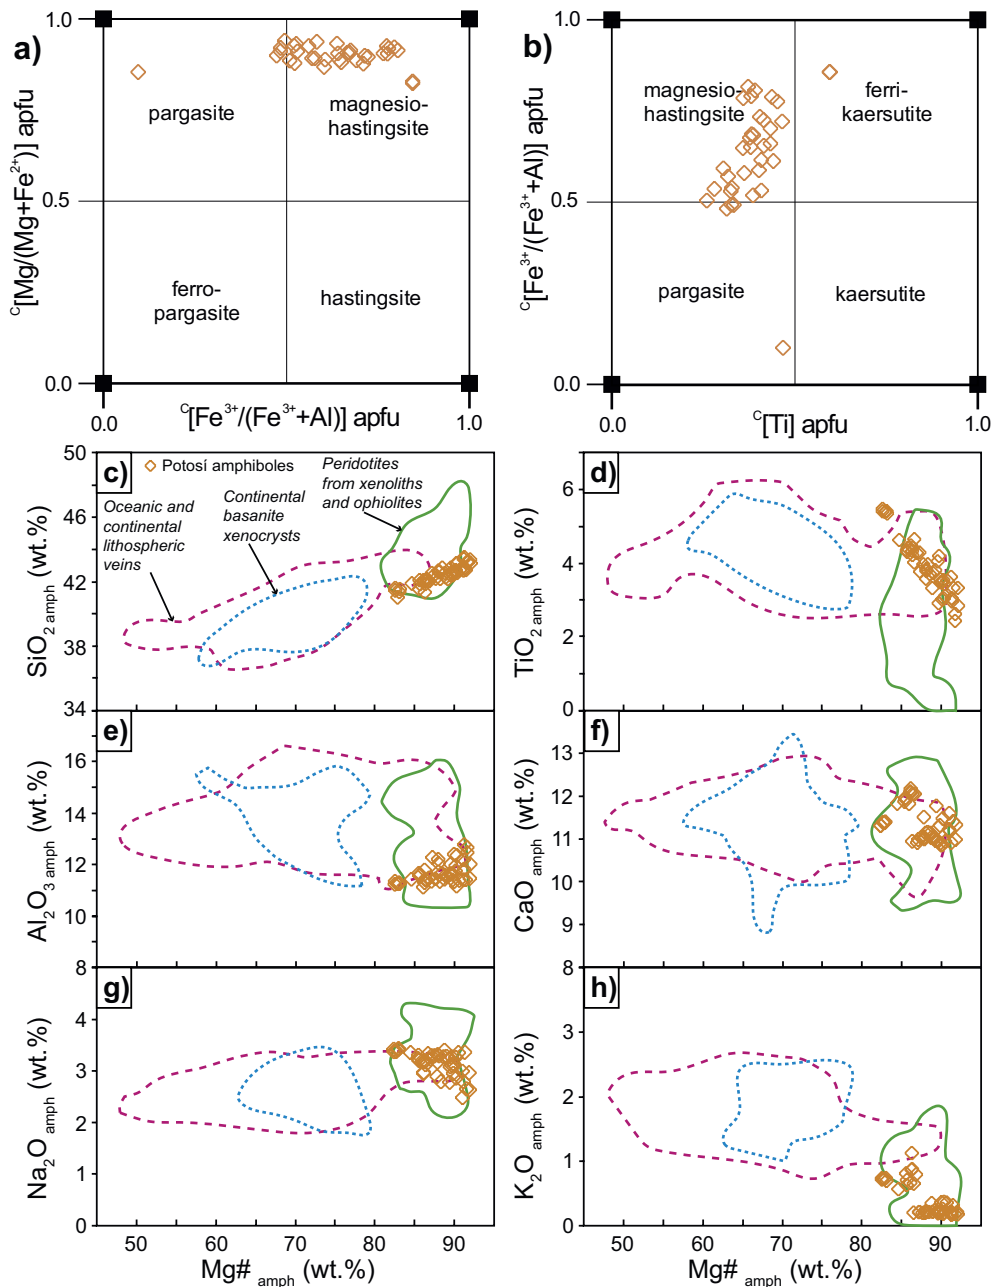 a)
1.0
0.5
0.0
C[Mg/(Mg+Fe2+)] apfu
pargasite
magnesio-
hastingsite
ferro-
pargasite
hastingsite
0.0
1.0
C[Fe3+/(Fe3++Al)] apfu
b)
1.0
0.5
0.0
C[Fe3+/(Fe3++Al)] apfu
magnesio-
hastingsite
ferri-
kaersutite
pargasite
kaersutite
0.0
1.0
C[Ti] apfu
c)
50
46
42
38
34
SiO2 amph (wt.%)
Potosí amphiboles
Oceanic and
continental
lithospheric
veins
Continental
basanite
xenocrysts
Peridotites
from xenoliths
and ophiolites
d)
6
4
2
0
TiO2 amph (wt.%)
e)
16
14
12
10
8
Al2O3 amph (wt.%)
f)
13
12
11
10
9
8
CaO amph (wt.%)
g)
4
3
2
1
0
Na2O amph (wt.%)
50 60 70 80 90
Mg# amph (wt.%)
h)
3
2
1
0
K2O amph (wt.%)
50 60 70 80 90
Mg# amph (wt.%)